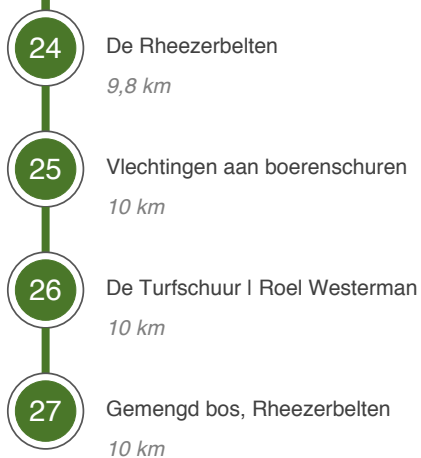 24 De Rheezerbelten
9,8 km
25 Vlechtingen aan boerenschuren
10 km
26 De Turfschuur | Roel Westerman
10 km
27 Gemengd bos, Rheezerbelten
10 km